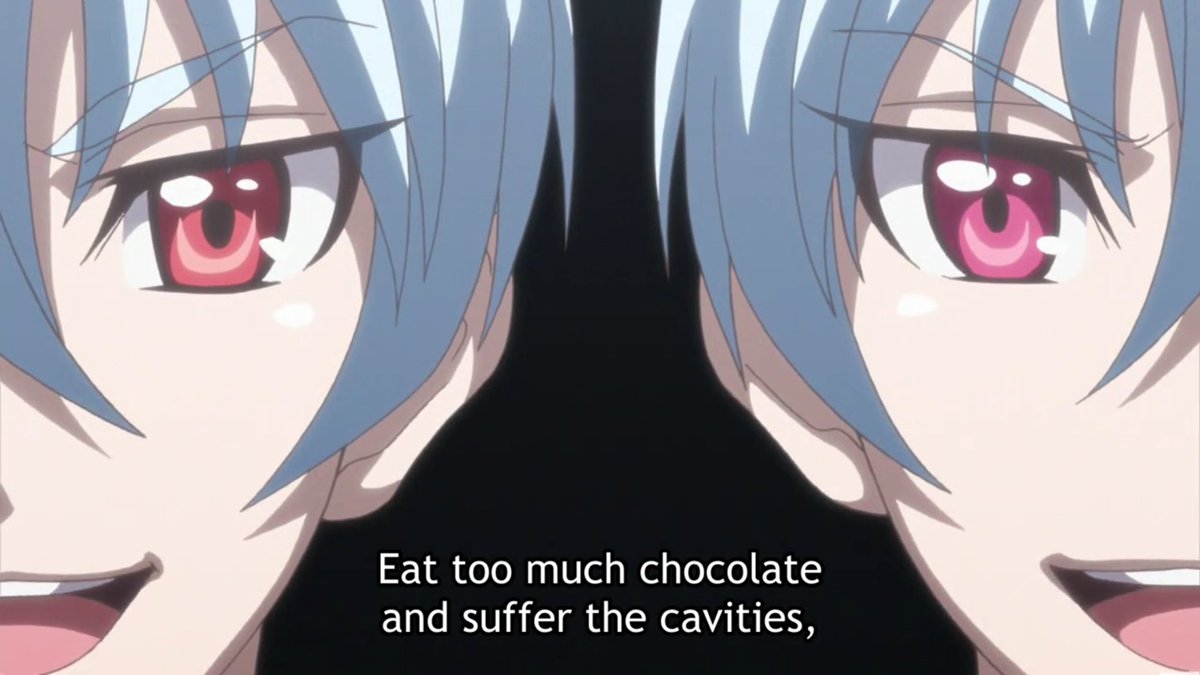 Eat too much chocolate
and suffer the cavities,